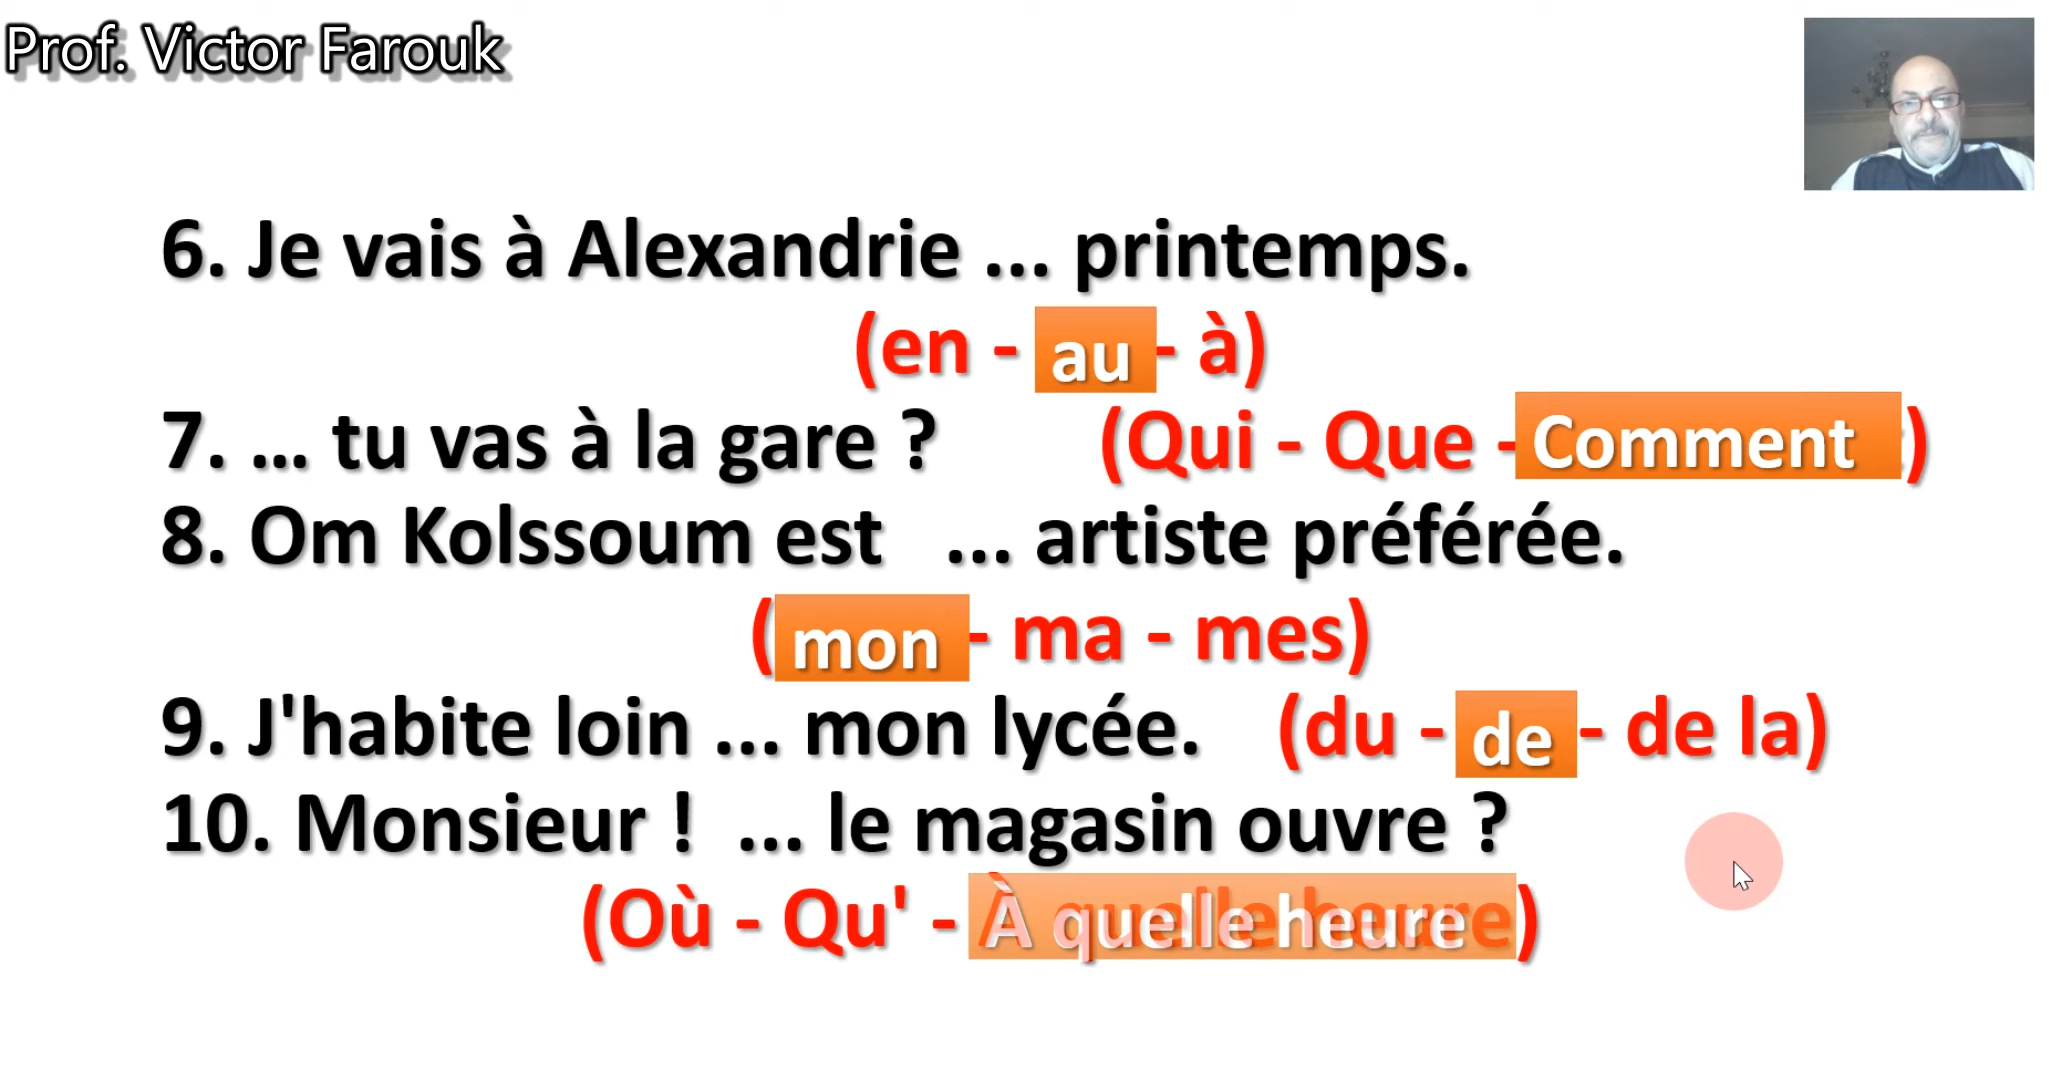 Prof. Victor Farouk
6. Je vais à Alexandrie ... printemps.
(en - au - à)
7. ... tu vas à la gare ? (Qui - Que - Comment)
8. Om Kolssoum est ... artiste préférée.
(mon - ma - mes)
9. J'habite loin ... mon lycée. (du - de - de la)
10. Monsieur ! ... le magasin ouvre ?
(Où - Qu' - À quelle heure)